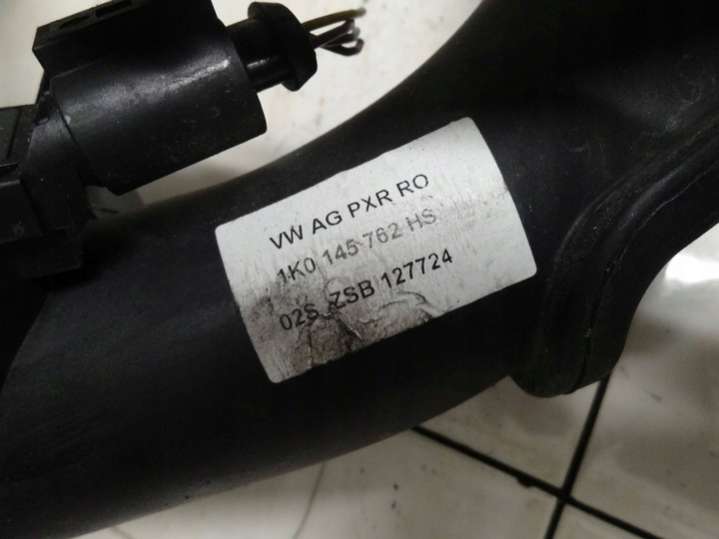 VW AG PXR RO
1K0 145 762 HS
02S ZSB 127724